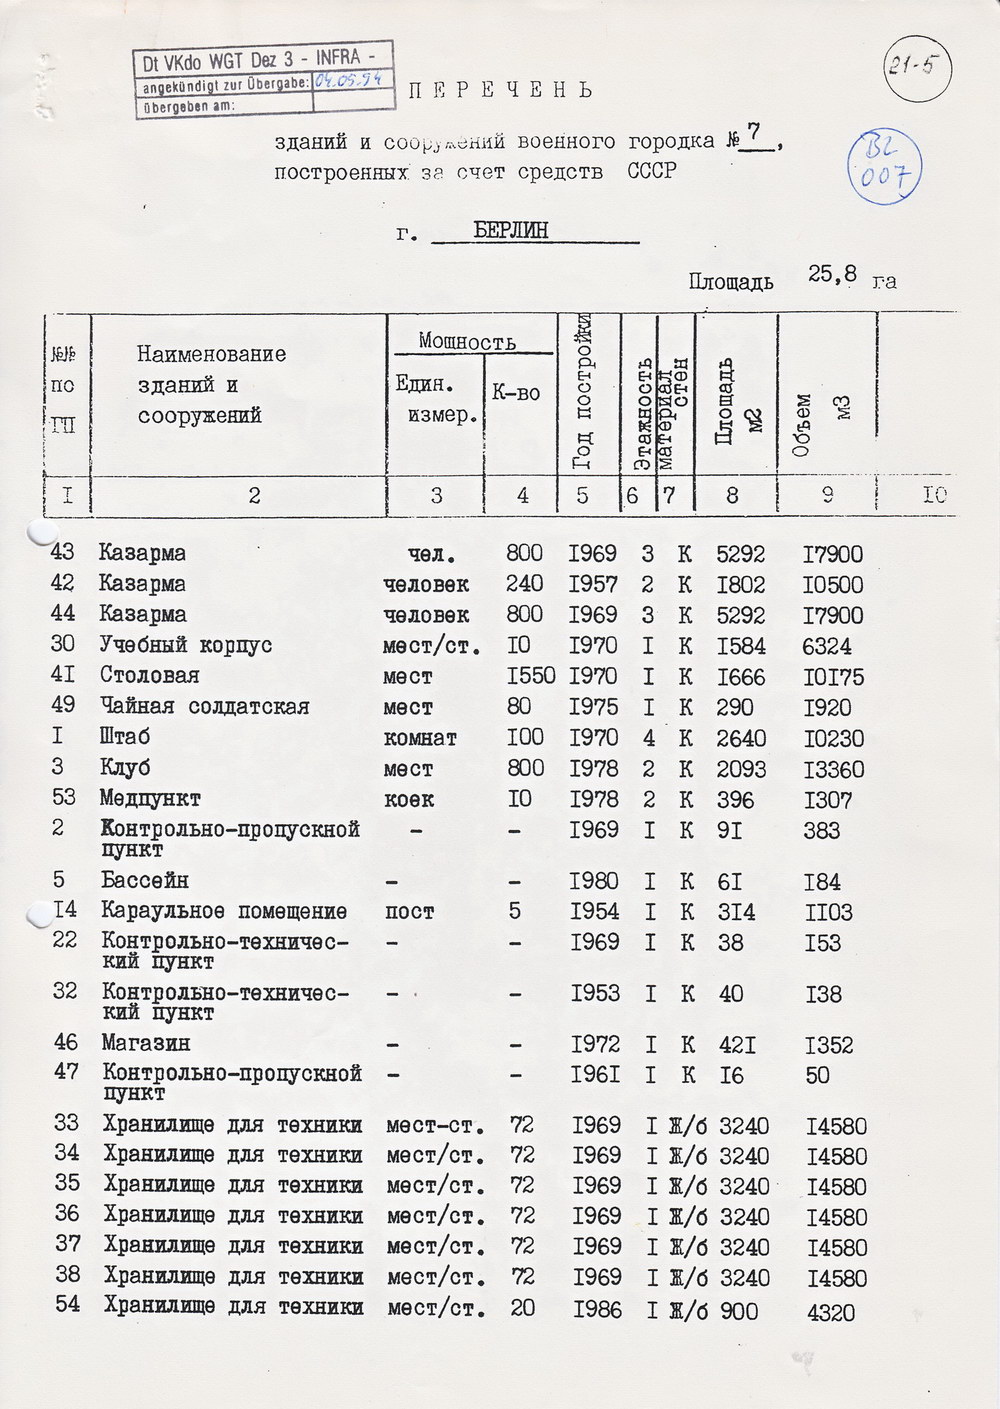 Dt VKdo WGT Dez 3 - INFRA -
angekündigt zur Übergabe: 04.05.94
übergeben am:
21-5
ПЕРЕЧЕНЬ
зданий и сооружений военного городка № 7,
построенных за счет средств СССР
BZ
007
г. БЕРЛИН
Площадь 25,8 га
№№ по ГП
Наименование зданий и сооружений
Мощность
Един. измер.
К-во
Год постройки
Этажность
материал стен
Площадь м2
Объем м3
I 2 3 4 5 6 7 8 9 IO
43 Казарма чел. 800 I969 3 К 5292 I7900
42 Казарма человек 240 I957 2 К I802 I0500
44 Казарма человек 800 I969 3 К 5292 I7900
30 Учебный корпус мест/ст. I0 I970 I К I584 6324
4I Столовая мест I550 I970 I К I666 I0I75
49 Чайная солдатская мест 80 I975 I К 290 I920
I Штаб комнат I00 I970 4 К 2640 I0230
3 Клуб мест 800 I978 2 К 2093 I3360
53 Медпункт коек I0 I978 2 К 396 I307
2 Контрольно-пропускной - - I969 I К 9I 383
пункт
5 Бассейн - - I980 I К 6I I84
I4 Караульное помещение пост 5 I954 I К 3I4 II03
22 Контрольно-техничес- - - I969 I К 38 I53
кий пункт
32 Контрольно-техничес- - - I953 I К 40 I38
кий пункт
46 Магазин - - I972 I К 42I I352
47 Контрольно-пропускной - - I96I I К I6 50
пункт
33 Хранилище для техники мест-ст. 72 I969 I Ж/б 3240 I4580
34 Хранилище для техники мест/ст. 72 I969 I Ж/б 3240 I4580
35 Хранилище для техники мест/ст. 72 I969 I Ж/б 3240 I4580
36 Хранилище для техники мест/ст. 72 I969 I Ж/б 3240 I4580
37 Хранилище для техники мест/ст. 72 I969 I Ж/б 3240 I4580
38 Хранилище для техники мест/ст. 72 I969 I Ж/б 3240 I4580
54 Хранилище для техники мест/ст. 20 I986 I Ж/б 900 4320